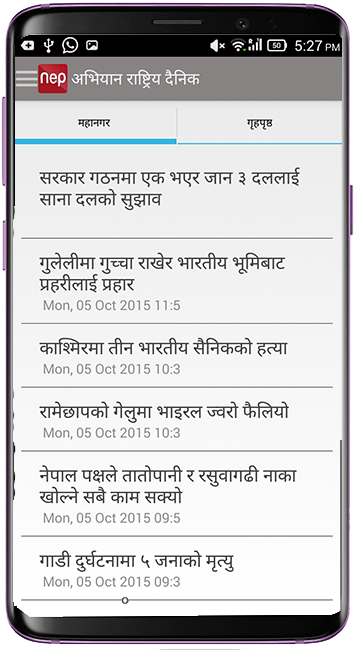 50 5:27 PM
nep अभियान राष्ट्रिय दैनिक
महानगर गृहपृष्ठ
सरकार गठनमा एक भएर जान ३ दललाई
साना दलको सुझाव
गुलेलीमा गुच्चा राखेर भारतीय भूमिबाट
प्रहरीलाई प्रहार
Mon, 05 Oct 2015 11:5
काश्मिरमा तीन भारतीय सैनिकको हत्या
Mon, 05 Oct 2015 10:3
रामेछापको गेलुमा भाइरल ज्वरो फैलियो
Mon, 05 Oct 2015 10:3
नेपाल पक्षले तातोपानी र रसुवागढी नाका
खोल्ने सबै काम सक्यो
Mon, 05 Oct 2015 09:5
गाडी दुर्घटनामा ५ जनाको मृत्यु
Mon, 05 Oct 2015 09:3